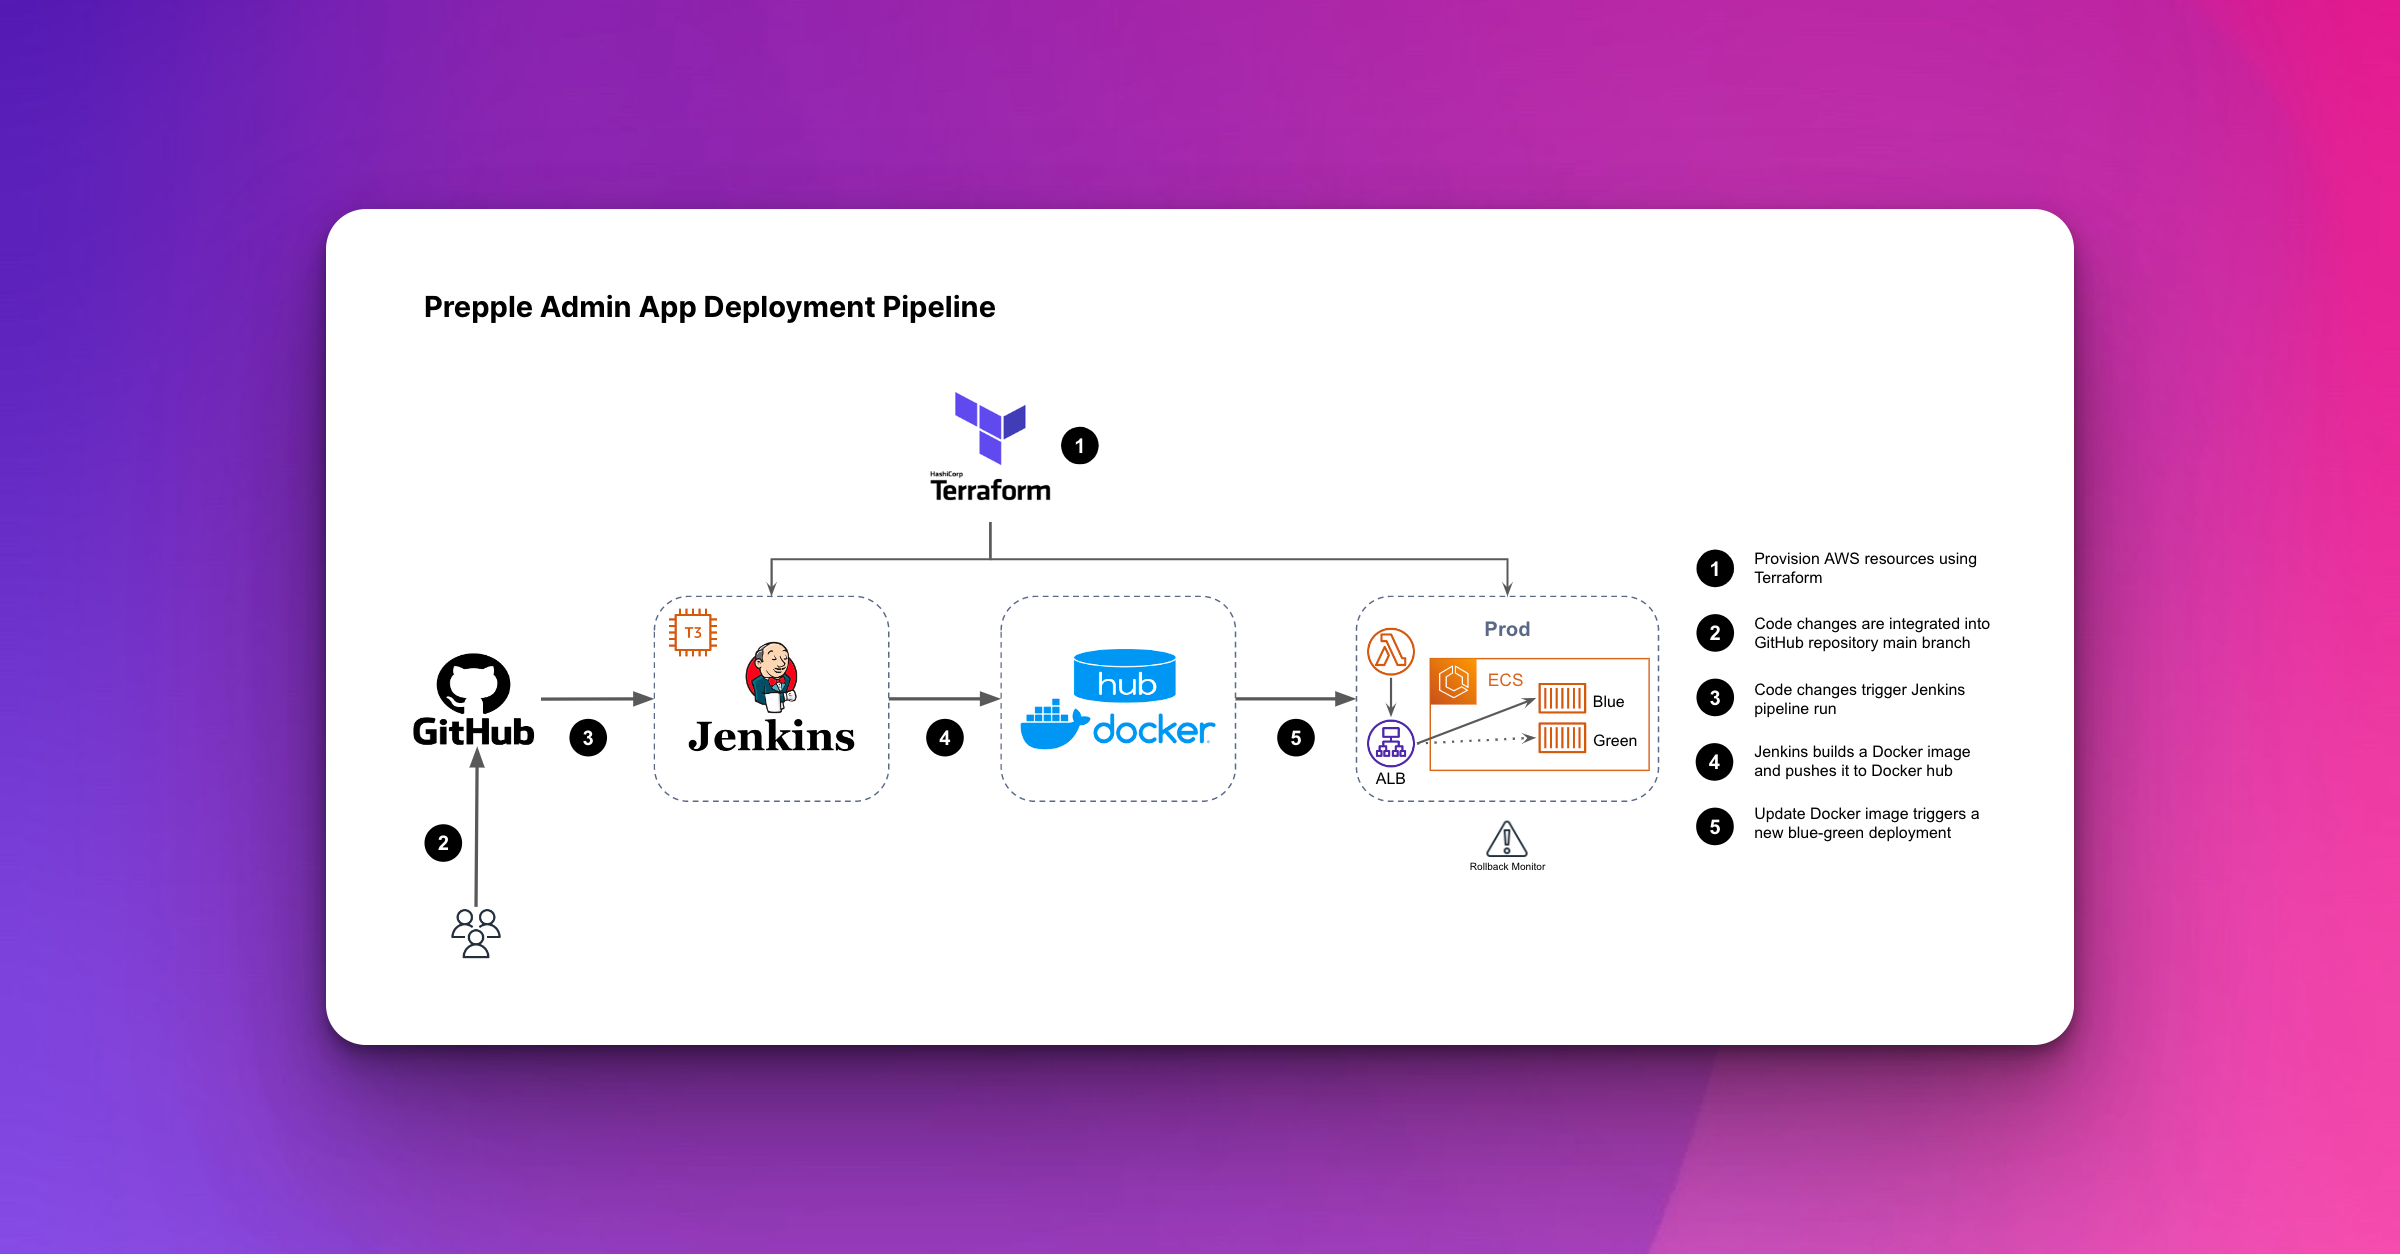 Prepple Admin App Deployment Pipeline
HashiCorp
Terraform
1
T3
Jenkins
hub
docker
Prod
ECS
Blue
Green
ALB
Rollback Monitor
GitHub
3
4
5
2
1 Provision AWS resources using
Terraform
2 Code changes are integrated into
GitHub repository main branch
3 Code changes trigger Jenkins
pipeline run
4 Jenkins builds a Docker image
and pushes it to Docker hub
5 Update Docker image triggers a
new blue-green deployment